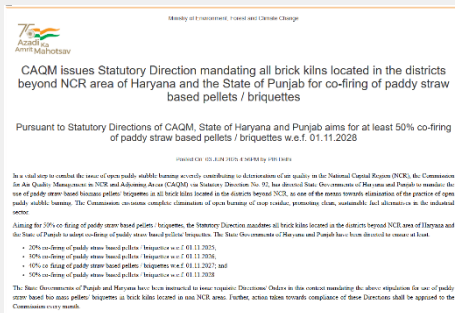 Ministry of Environment, Forest and Climate Change
Azadi Ka
Amrit Mahotsav
CAQM issues Statutory Direction mandating all brick kilns located in the districts
beyond NCR area of Haryana and the State of Punjab for co-firing of paddy straw
based pellets / briquettes
Pursuant to Statutory Directions of CAQM, State of Haryana and Punjab aims for at least 50% co-firing
of paddy straw based pellets / briquettes w.e.f. 01.11.2028
Posted On: 03 JUN 2025 4:56PM by PIB Delhi
In a vital step to combat the issue of open paddy stubble burning severely contributing to deterioration of air quality in the National Capital Region (NCR), the Commission
for Air Quality Management in NCR and Adjoining Areas (CAQM) via Statutory Direction No. 92, has directed State Governments of Haryana and Punjab to mandate the
use of paddy straw based biomass pellets/ briquettes in all brick kilns located in the districts beyond NCR, as one of the means towards elimination of the practice of open
paddy stubble burning. The Commission envisions complete elimination of open burning of crop residue, promoting clean, sustainable fuel alternatives in the industrial
sector.
Aiming for 50% co-firing of paddy straw based pellets / briquettes, the Statutory Direction mandates all brick kilns located in the districts beyond NCR area of Haryana and
the State of Punjab to adopt co-firing of paddy straw based pellets/ briquettes. The State Governments of Haryana and Punjab have been directed to ensure at least:
• 20% co-firing of paddy straw based pellets / briquettes w.e.f. 01.11.2025;
• 30% co-firing of paddy straw based pellets / briquettes w.e.f. 01.11.2026;
• 40% co-firing of paddy straw based pellets / briquettes w.e.f. 01.11.2027; and
• 50% co-firing of paddy straw based pellets / briquettes w.e.f. 01.11.2028
The State Governments of Punjab and Haryana have been instructed to issue requisite Directions/ Orders in this context mandating the above stipulation for use of paddy
straw based bio mass pellets/ briquettes in brick kilns located in non NCR areas. Further, action taken towards compliance of these Directions shall be apprised to the
Commission every month.